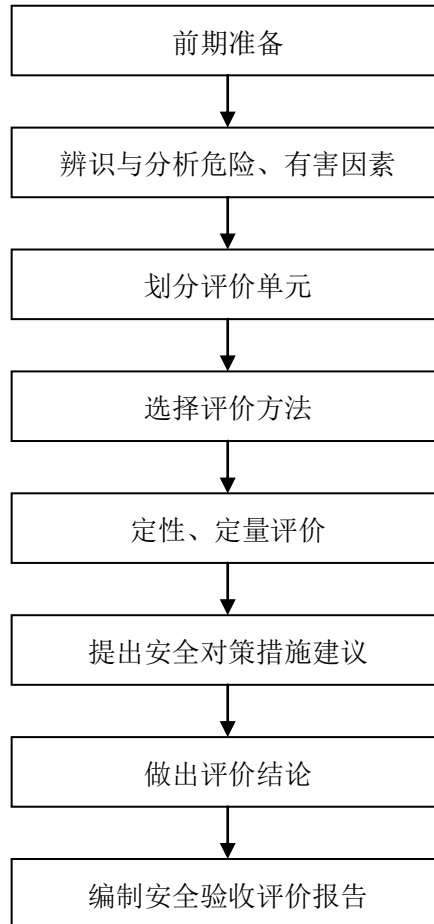 前期准备
辨识与分析危险、有害因素
划分评价单元
选择评价方法
定性、定量评价
提出安全对策措施建议
做出评价结论
编制安全验收评价报告